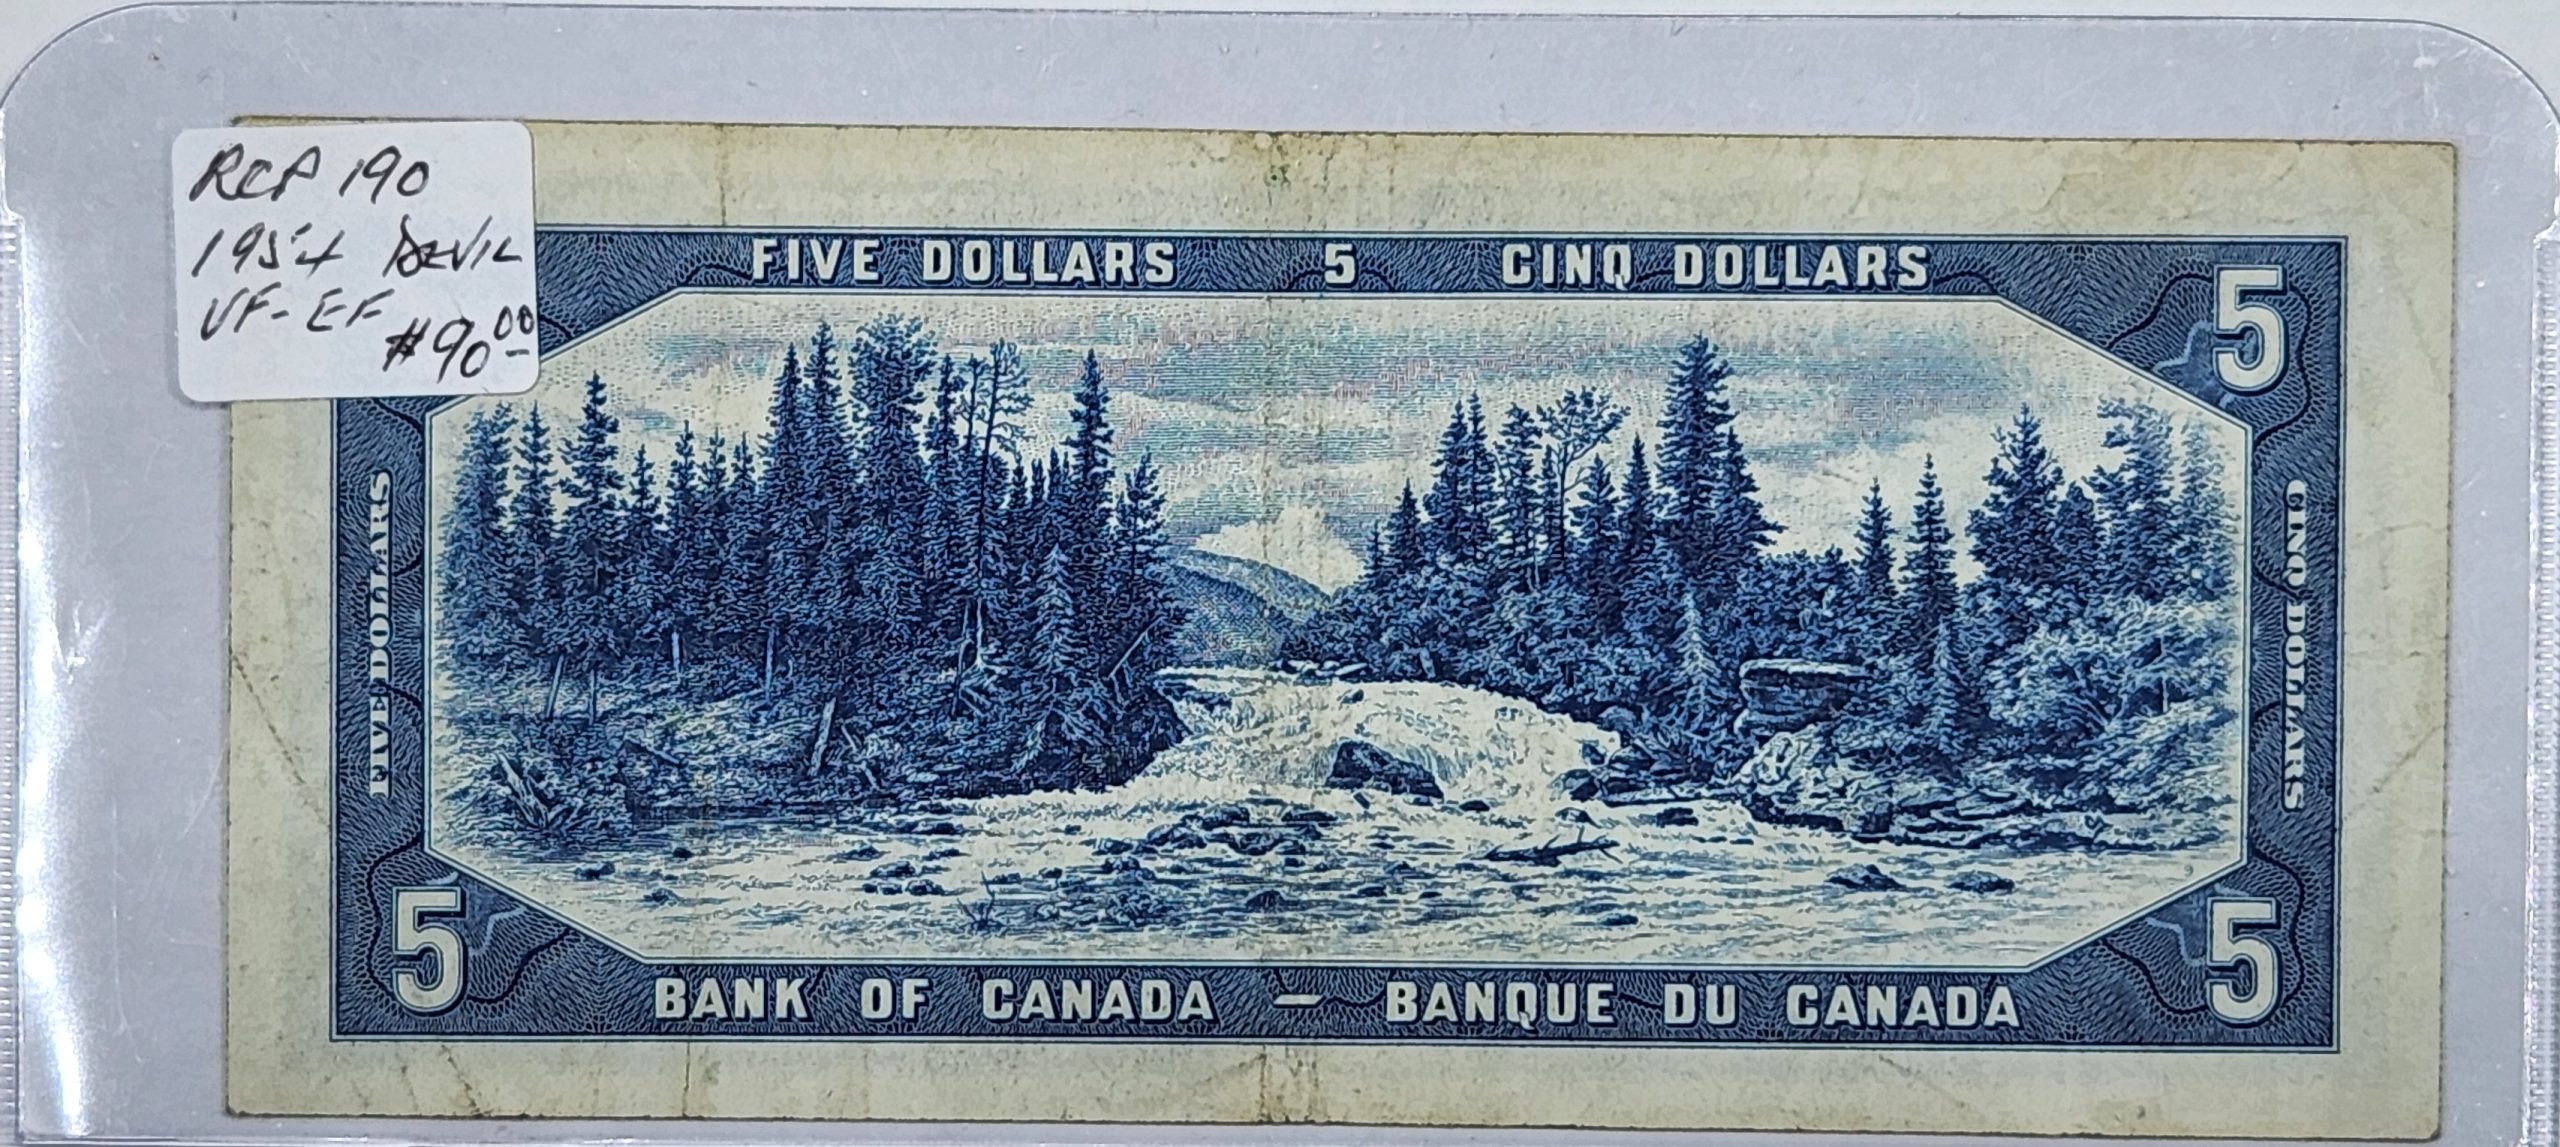 RCP 190
1954 DEVIL
VF-EF
$90.00
FIVE DOLLARS 5 CINQ DOLLARS
5
FIVE DOLLARS
CINQ DOLLARS
5
5
BANK OF CANADA — BANQUE DU CANADA